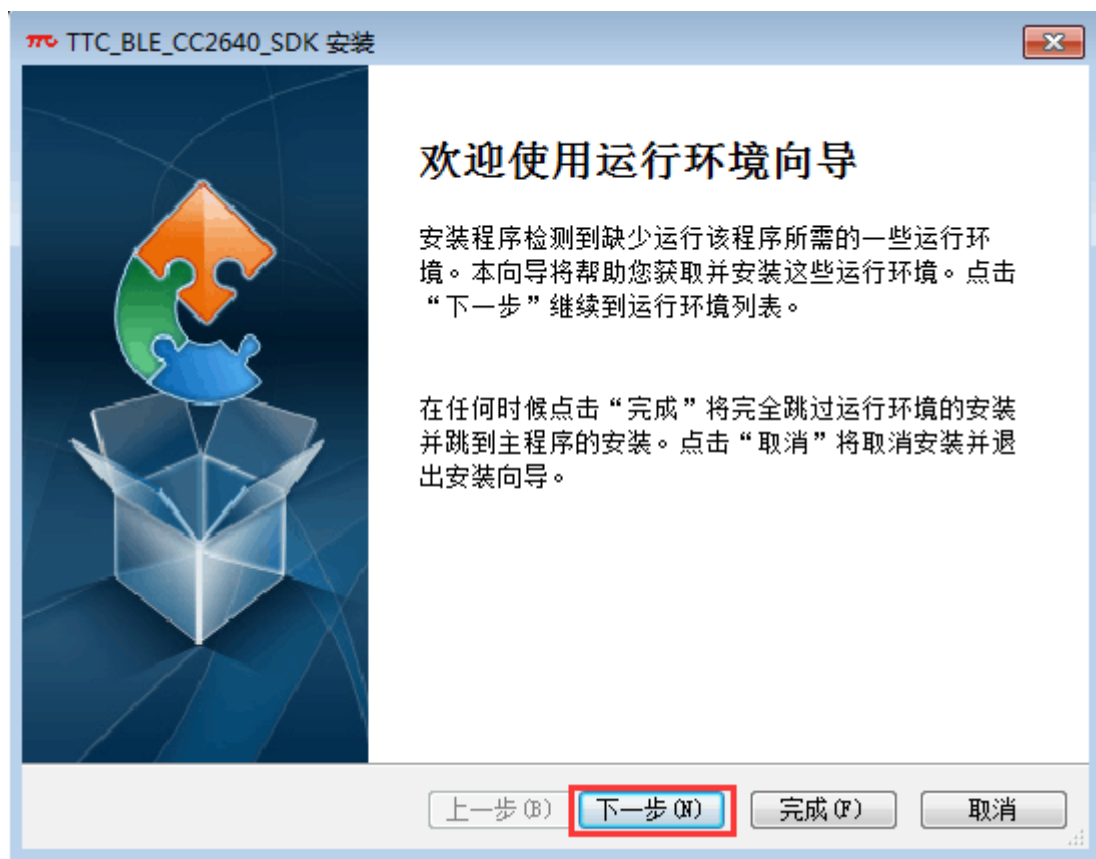 TTC TTC_BLE_CC2640_SDK 安装
欢迎使用运行环境向导
安装程序检测到缺少运行该程序所需的一些运行环
境。本向导将帮助您获取并安装这些运行环境。点击
“下一步”继续到运行环境列表。
在任何时候点击“完成”将完全跳过运行环境的安装
并跳到主程序的安装。点击“取消”将取消安装并退
出安装向导。
上一步(B) 下一步(N) 完成(F) 取消